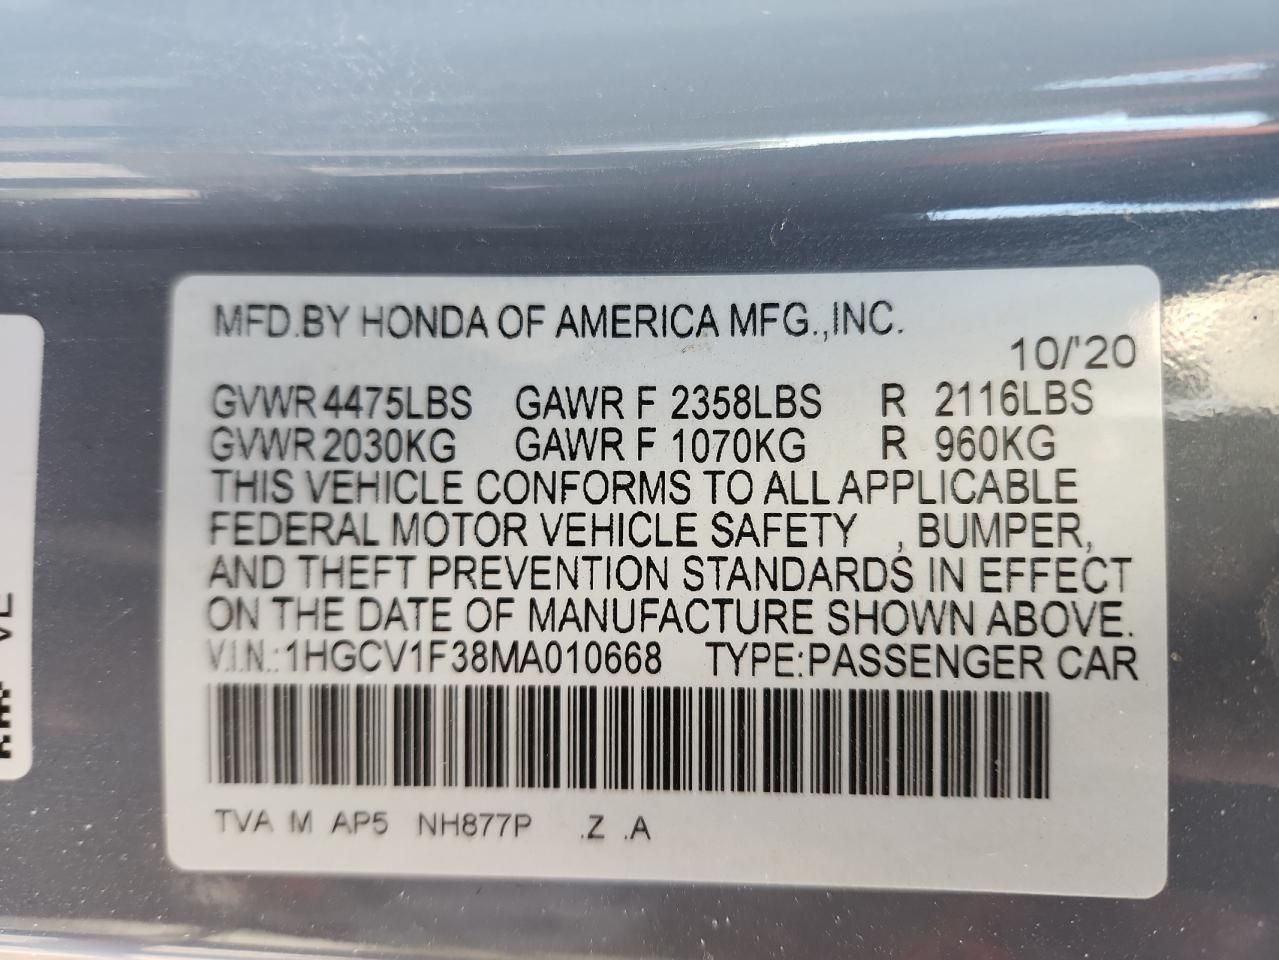 MFD.BY HONDA OF AMERICA MFG.,INC.
10/'20
GVWR 4475LBS GAWR F 2358LBS R 2116LBS
GVWR 2030KG GAWR F 1070KG R 960KG
THIS VEHICLE CONFORMS TO ALL APPLICABLE
FEDERAL MOTOR VEHICLE SAFETY , BUMPER,
AND THEFT PREVENTION STANDARDS IN EFFECT
ON THE DATE OF MANUFACTURE SHOWN ABOVE.
V.I.N.:1HGCV1F38MA010668 TYPE:PASSENGER CAR
TVA M AP5 NH877P .Z .A